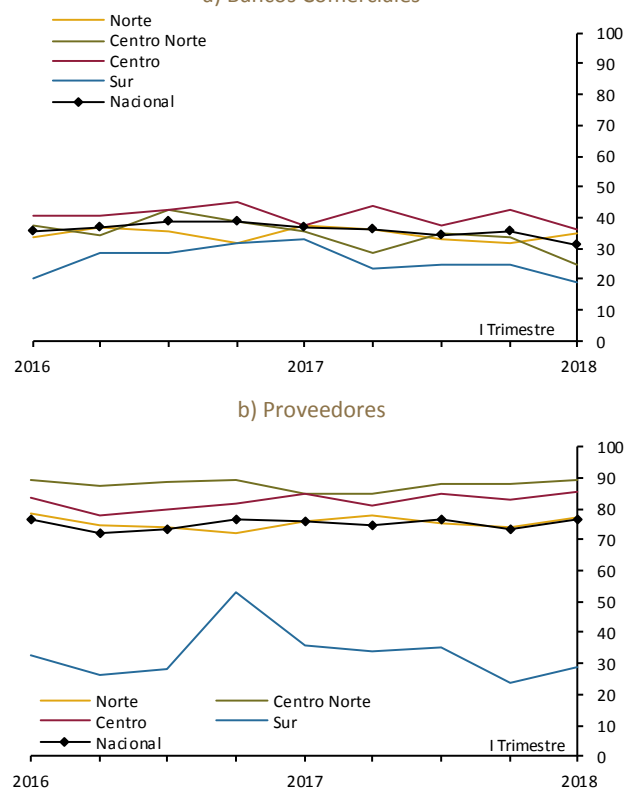 a) Bancos Comerciales
Norte
Centro Norte
Centro
Sur
Nacional
100
90
80
70
60
50
40
30
20
10
0
I Trimestre
2016 2017 2018
b) Proveedores
100
90
80
70
60
50
40
30
20
10
0
Norte Centro Norte
Centro Sur
Nacional
I Trimestre
2016 2017 2018